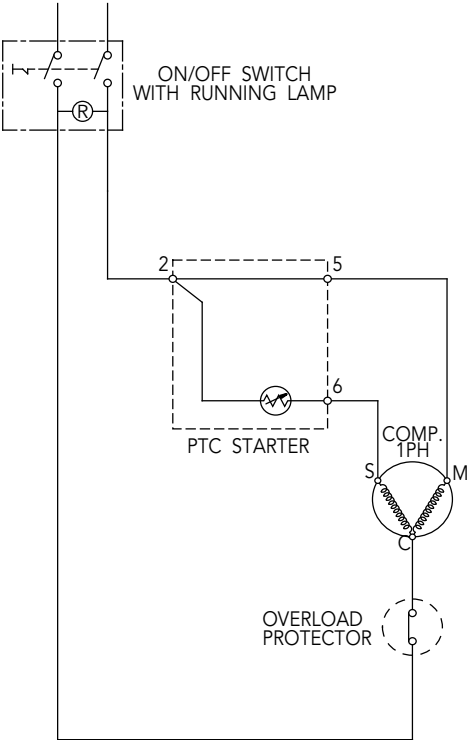 ON/OFF SWITCH
WITH RUNNING LAMP
R
2
5
6
PTC STARTER
COMP.
1PH
S
M
C
OVERLOAD
PROTECTOR